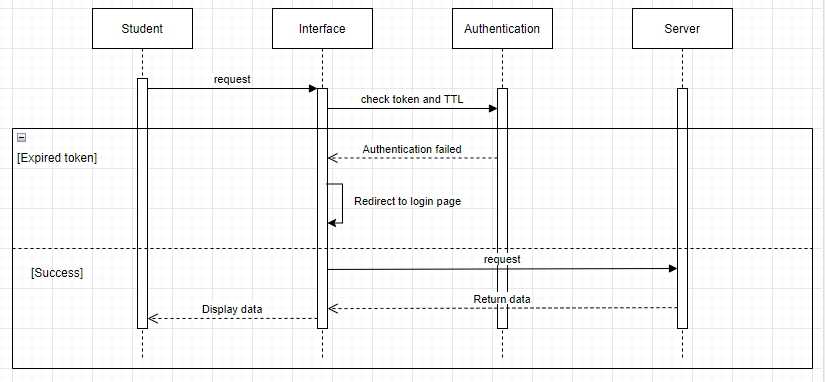 Student
Interface
Authentication
Server
request
check token and TTL
[Expired token]
Authentication failed
Redirect to login page
[Success]
request
Return data
Display data